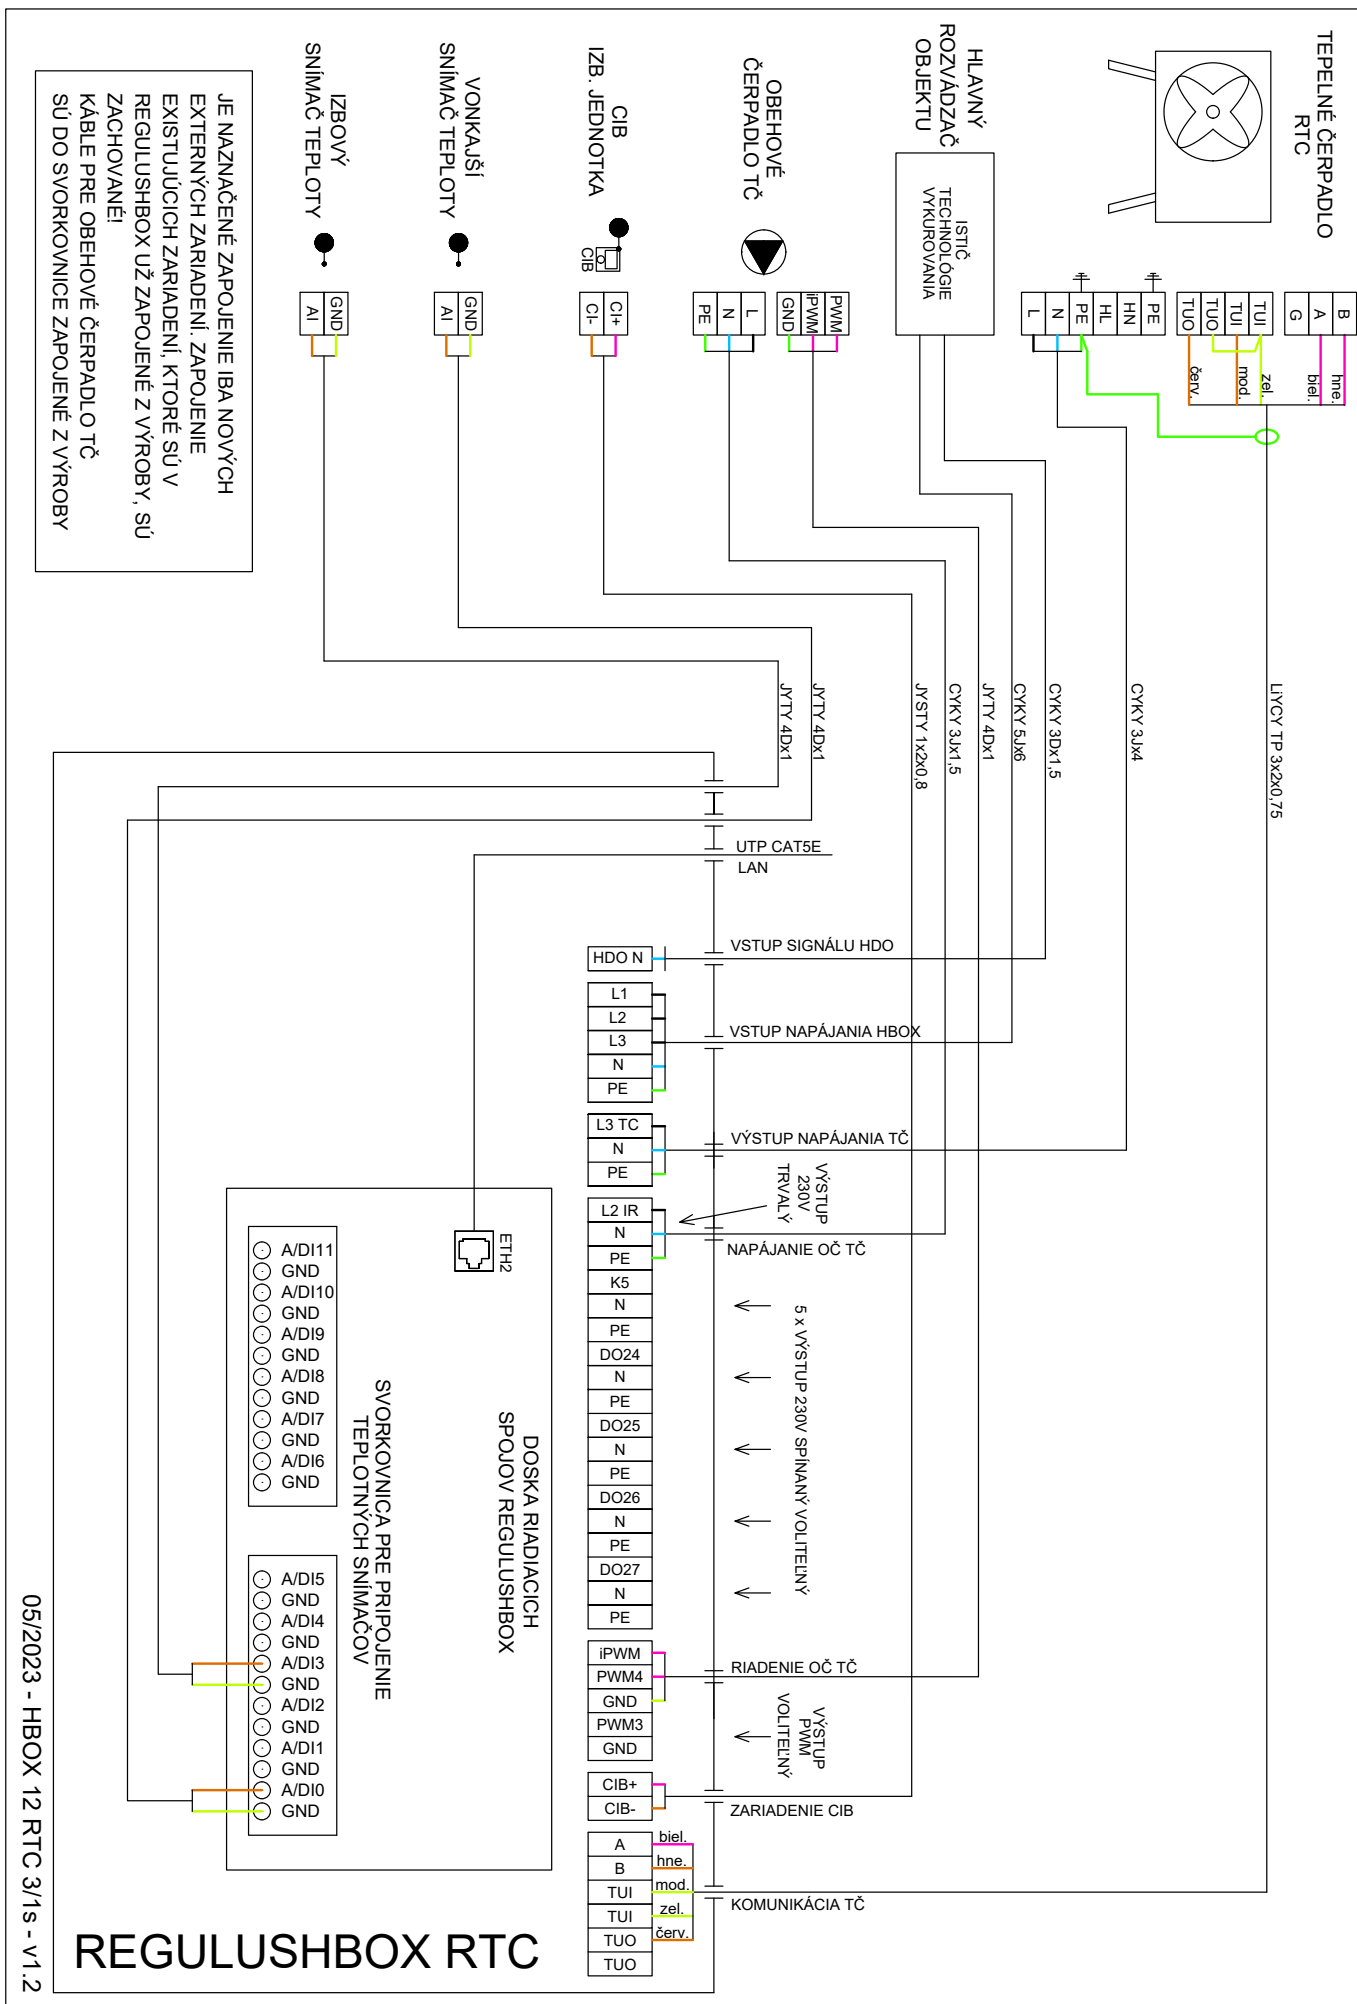 TEPELNÉ ČERPADLO
RTC
B
A
G
TUI
TUI
TUO
TUO
hne.
biel.
zel.
mod.
červ.
PE
HN
HL
PE
N
L
HLAVNÝ
ROZVÁDZAČ
OBJEKTU
ISTIČ
TECHNOLÓGIE
VYKUROVANIA
OBEHOVÉ
ČERPADLO TČ
PWM
iPWM
GND
L
N
PE
CIB
IZB. JEDNOTKA
CIB
CI+
CI-
VONKAJŠÍ
SNÍMAČ TEPLOTY
GND
AI
IZBOVÝ
SNÍMAČ TEPLOTY
GND
AI
JE NAZNAČENÉ ZAPOJENIE IBA NOVÝCH
EXTERNÝCH ZARIADENÍ. ZAPOJENIE
EXISTUJÚCICH ZARIADENÍ, KTORÉ SÚ V
REGULUSHBOX UŽ ZAPOJENÉ Z VÝROBY, SÚ
ZACHOVANÉ!
KÁBLE PRE OBEHOVÉ ČERPADLO TČ
SÚ DO SVORKOVNICE ZAPOJENÉ Z VÝROBY
LiYCY TP 3x2x0,75
CYKY 3Jx4
CYKY 3Dx1,5
CYKY 5Jx6
JYTY 4Dx1
CYKY 3Jx1,5
JYSTY 1x2x0,8
JYTY 4Dx1
JYTY 4Dx1
UTP CAT5E
LAN
VSTUP SIGNÁLU HDO
HDO N
L1
L2
L3
N
PE
VSTUP NAPÁJANIA HBOX
L3 TC
N
PE
VÝSTUP NAPÁJANIA TČ
VÝSTUP
230V
TRVALÝ
L2 IR
N
PE
NAPÁJANIE OČ TČ
K5
N
PE
DO24
N
PE
DO25
N
PE
DO26
N
PE
DO27
N
PE
5 x VÝSTUP 230V SPÍNANÝ VOLITEĽNÝ
iPWM
PWM4
GND
PWM3
GND
RIADENIE OČ TČ
VÝSTUP
PWM
VOLITEĽNÝ
CIB+
CIB-
ZARIADENIE CIB
A
B
TUI
TUI
TUO
TUO
biel.
hne.
mod.
zel.
červ.
KOMUNIKÁCIA TČ
ETH2
DOSKA RIADIACICH
SPOJOV REGULUSHBOX
SVORKOVNICA PRE PRIPOJENIE
TEPLOTNÝCH SNÍMAČOV
A/DI11
GND
A/DI10
GND
A/DI9
GND
A/DI8
GND
A/DI7
GND
A/DI6
GND
A/DI5
GND
A/DI4
GND
A/DI3
GND
A/DI2
GND
A/DI1
GND
A/DI0
GND
REGULUSHBOX RTC
05/2023 - HBOX 12 RTC 3/1s - v1.2